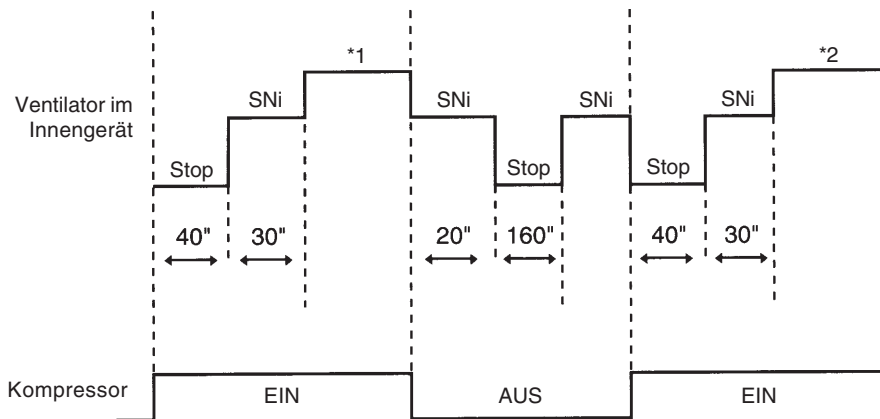 *1
*2
SNi
SNi
SNi
SNi
Ventilator im
Innengerät
Stop
Stop
Stop
40"
30"
20"
160"
40"
30"
Kompressor
EIN
AUS
EIN